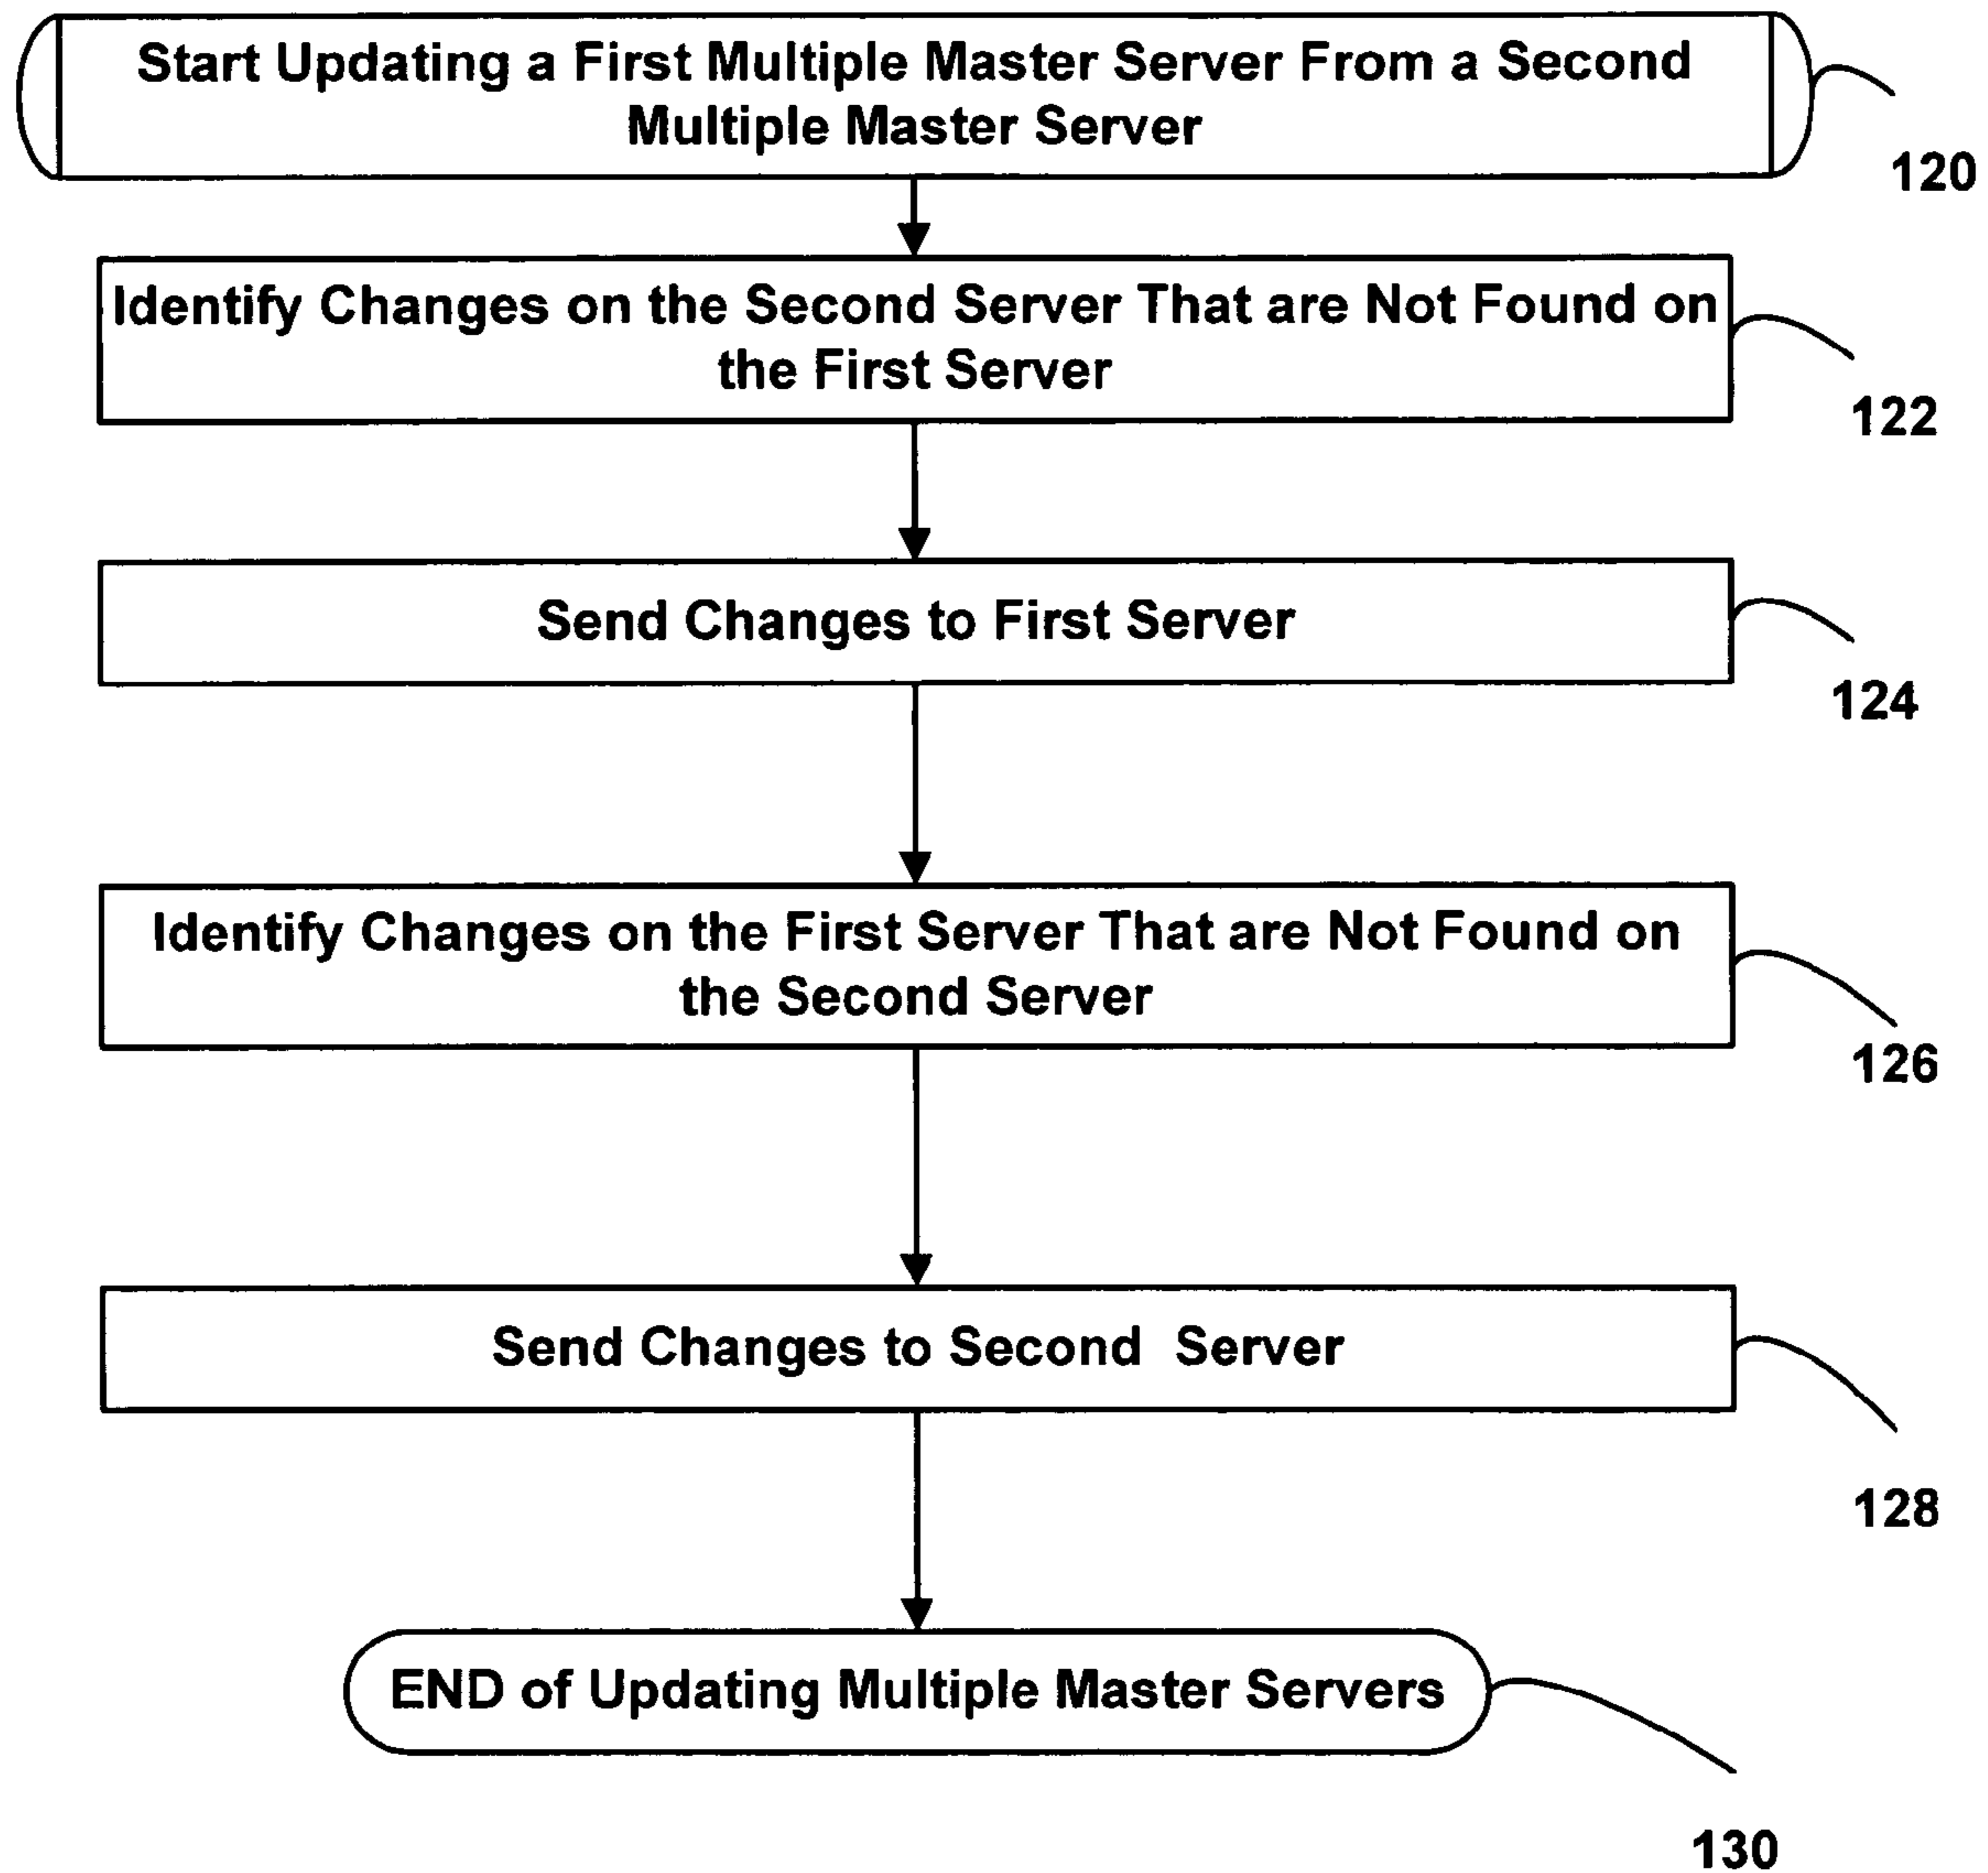 Start Updating a First Multiple Master Server From a Second
Multiple Master Server
120
Identify Changes on the Second Server That are Not Found on
the First Server
122
Send Changes to First Server
124
Identify Changes on the First Server That are Not Found on
the Second Server
126
Send Changes to Second  Server
128
END of Updating Multiple Master Servers
130